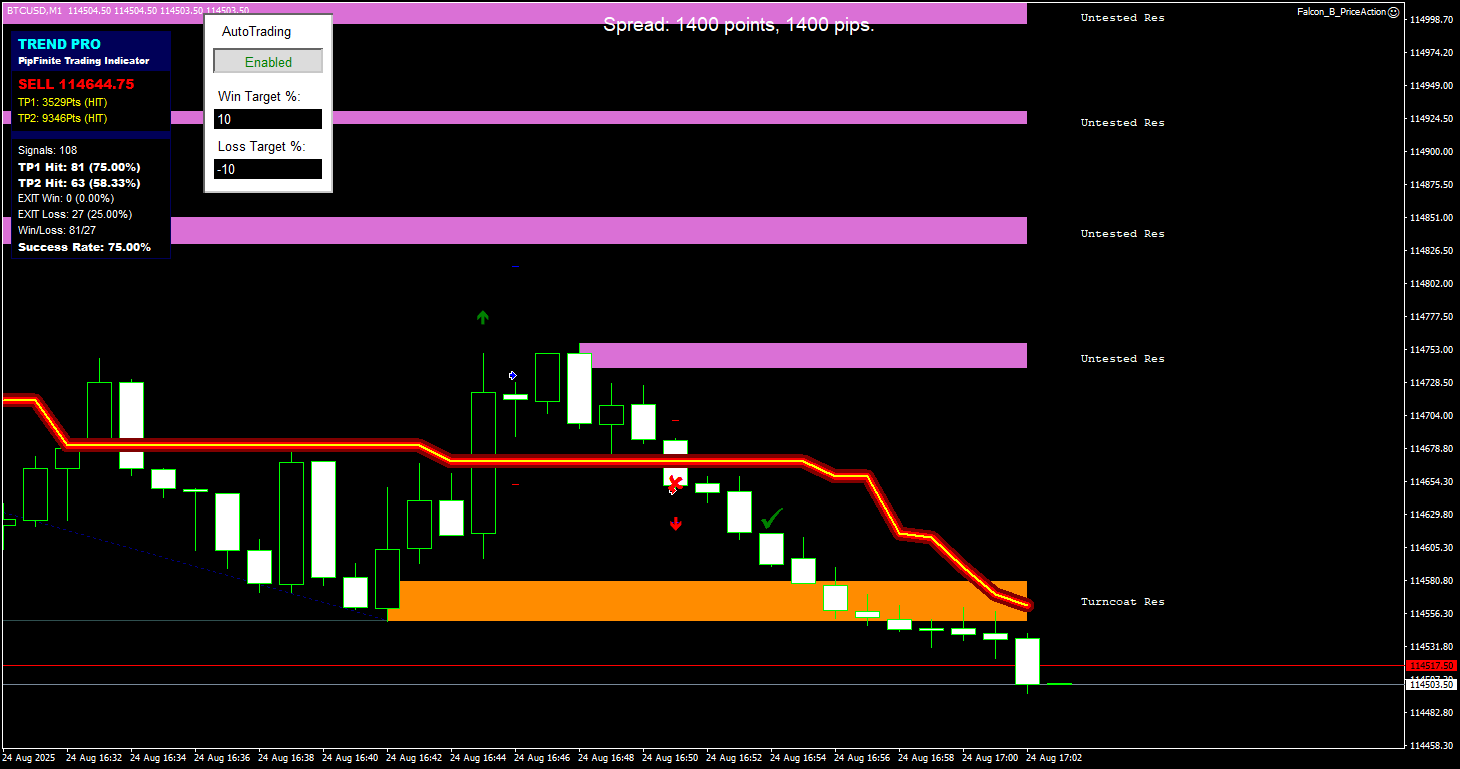 BTCUSD,M1 114504.50 114504.50 114503.50 114503.50
Falcon_B_PriceAction
Spread: 1400 points, 1400 pips.
TREND PRO
PipFinite Trading Indicator
SELL 114644.75
TP1: 3529Pts (HIT)
TP2: 9346Pts (HIT)
Signals: 108
TP1 Hit: 81 (75.00%)
TP2 Hit: 63 (58.33%)
EXIT Win: 0 (0.00%)
EXIT Loss: 27 (25.00%)
Win/Loss: 81/27
Success Rate: 75.00%
AutoTrading
Enabled
Win Target %:
10
Loss Target %:
-10
Untested Res
Untested Res
Untested Res
Untested Res
Turncoat Res
114998.70
114974.20
114949.00
114924.50
114900.00
114875.50
114851.00
114826.50
114802.00
114777.50
114753.00
114728.50
114704.00
114678.80
114654.30
114629.80
114605.30
114580.80
114556.30
114531.80
114517.50
114503.50
114482.80
114458.30
24 Aug 2025
24 Aug 16:32
24 Aug 16:34
24 Aug 16:36
24 Aug 16:38
24 Aug 16:40
24 Aug 16:42
24 Aug 16:44
24 Aug 16:46
24 Aug 16:48
24 Aug 16:50
24 Aug 16:52
24 Aug 16:54
24 Aug 16:56
24 Aug 16:58
24 Aug 17:00
24 Aug 17:02